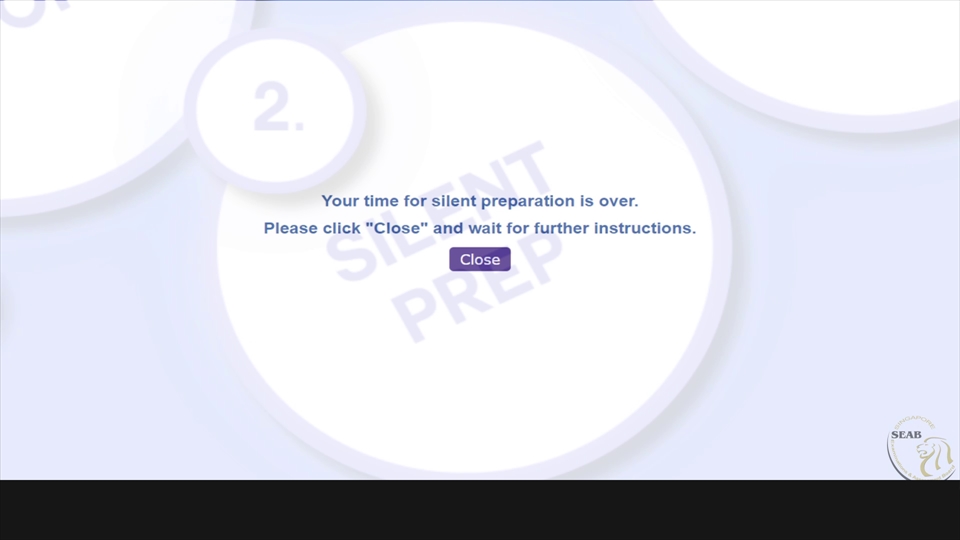 2.
SILENT
PREP
Your time for silent preparation is over.
Please click "Close" and wait for further instructions.
Close
SEAB